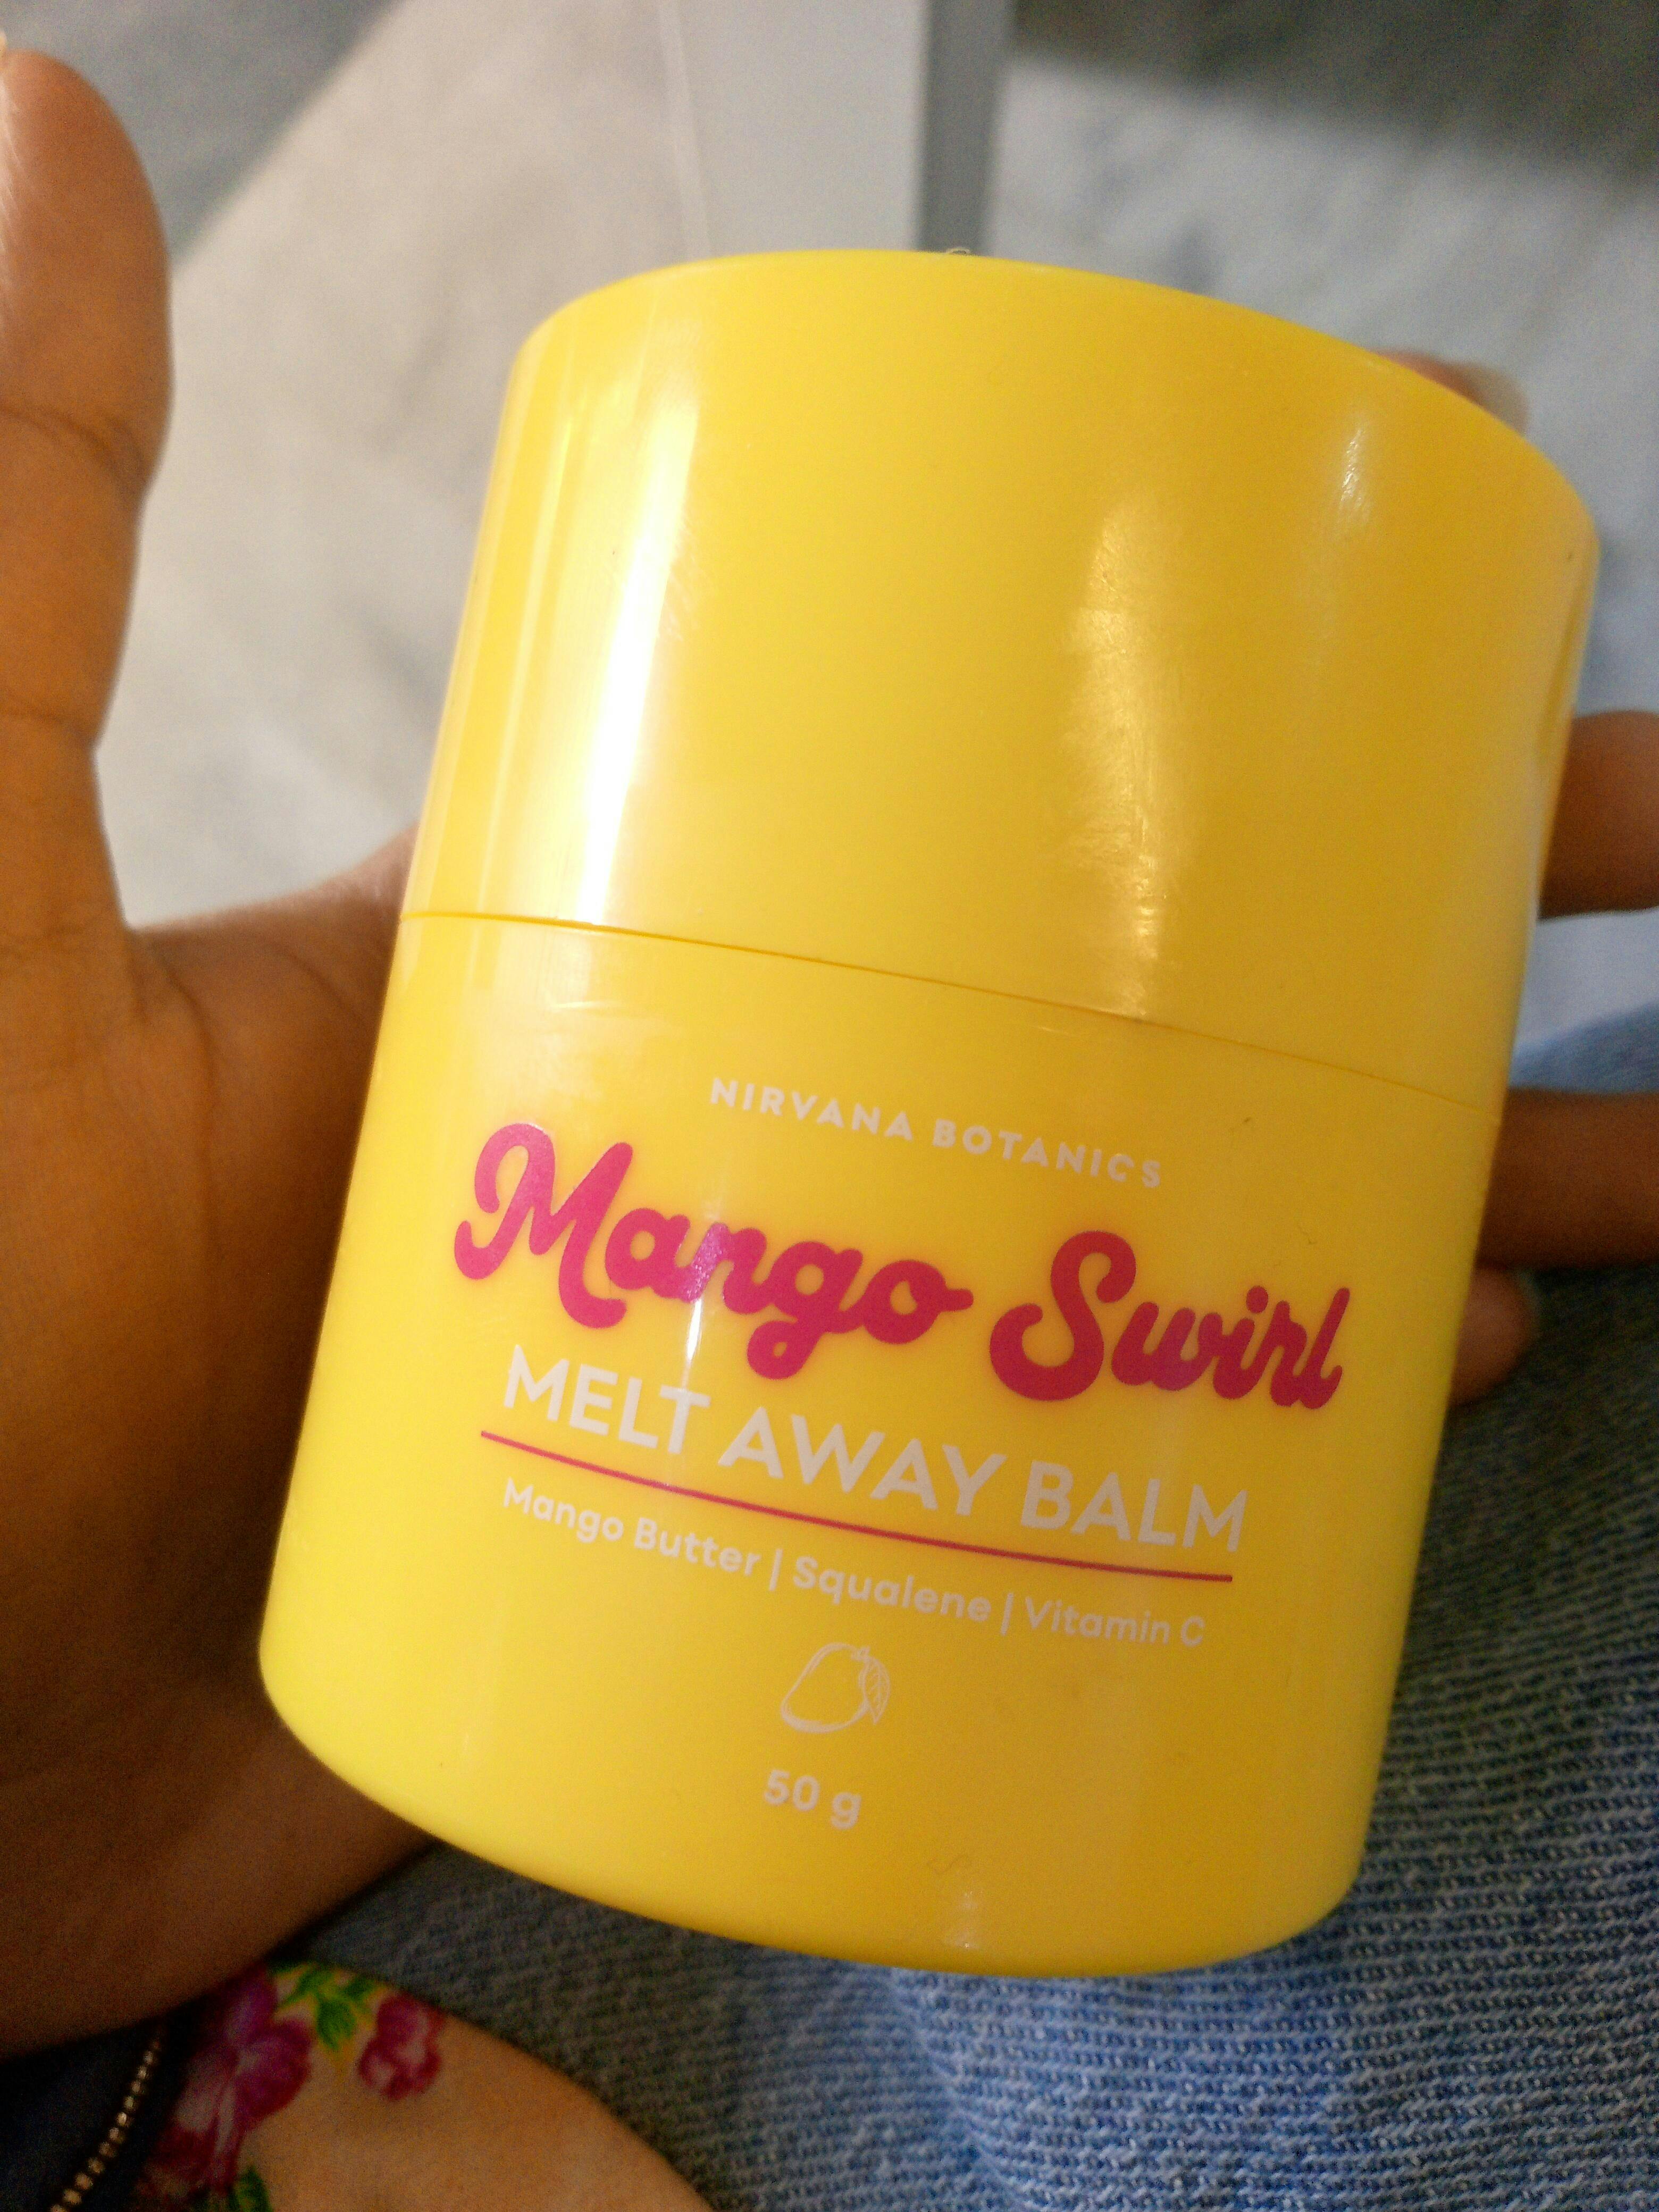 NIRVANA BOTANICS
Mango Swirl
MELT AWAY BALM
Mango Butter | Squalene | Vitamin C
50 g